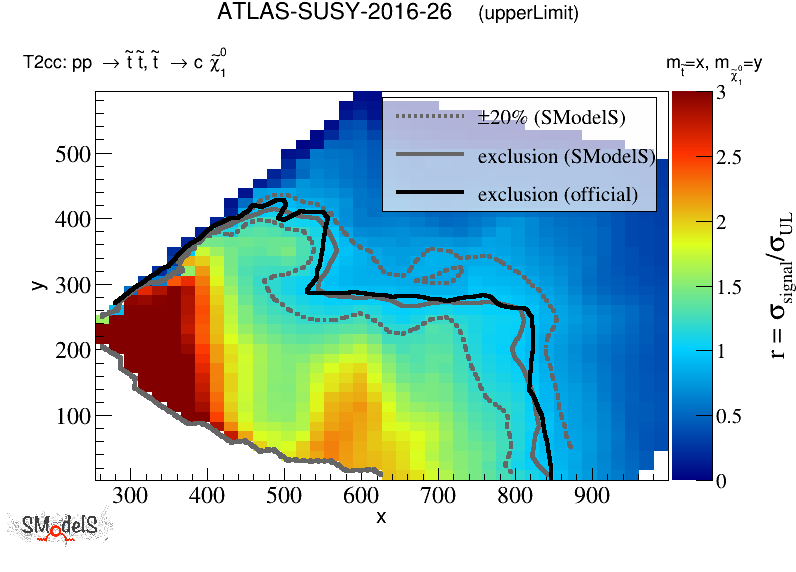 ATLAS-SUSY-2016-26 (upperLimit)
T2cc: pp → t̃ t̃, t̃ → c χ̃₁⁰
m_t̃=x, m_χ̃₁⁰=y
±20% (SModelS)
exclusion (SModelS)
exclusion (official)
500
400
300
200
100
y
300 400 500 600 700 800 900
x
3
2.5
2
1.5
1
0.5
0
r = σ_signal/σ_UL
SModelS